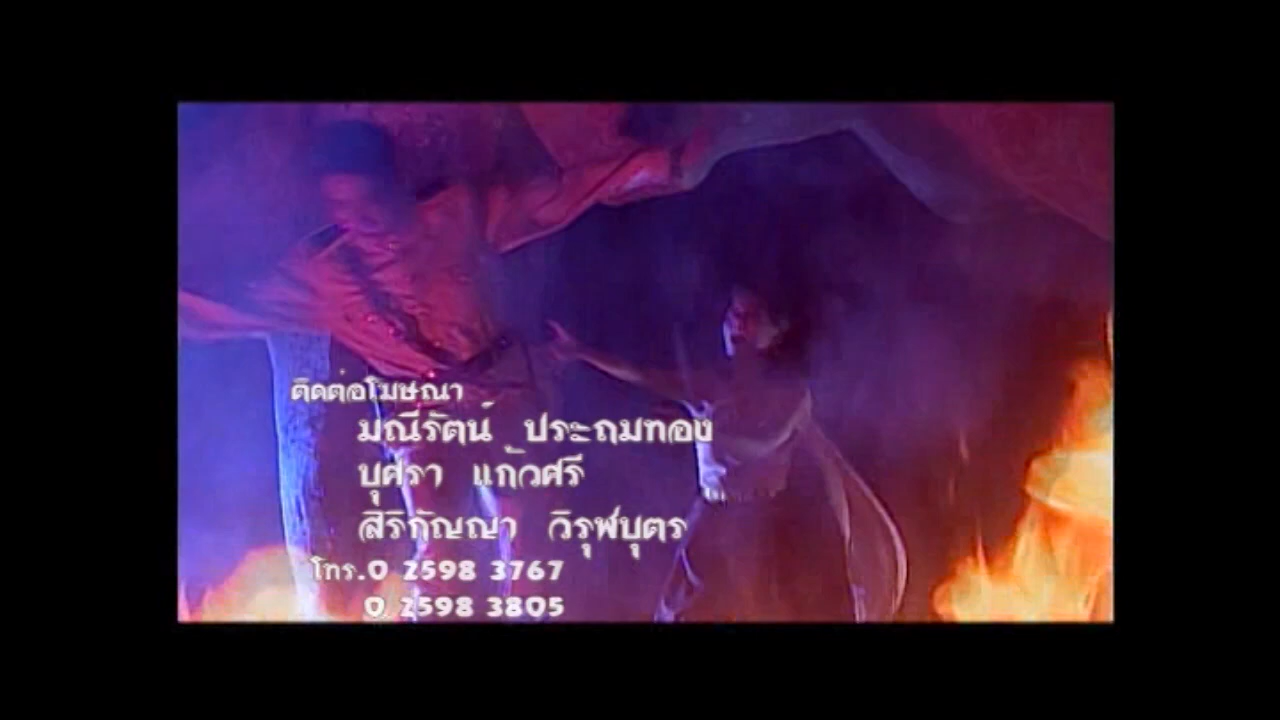 ติดต่อโฆษณา
มณีรัตน์ ประถมทอง
บุศรา แก้วศรี
สิริกัญญา วิรุฬบุตร
โทร.0 2598 3767
0 2598 3805